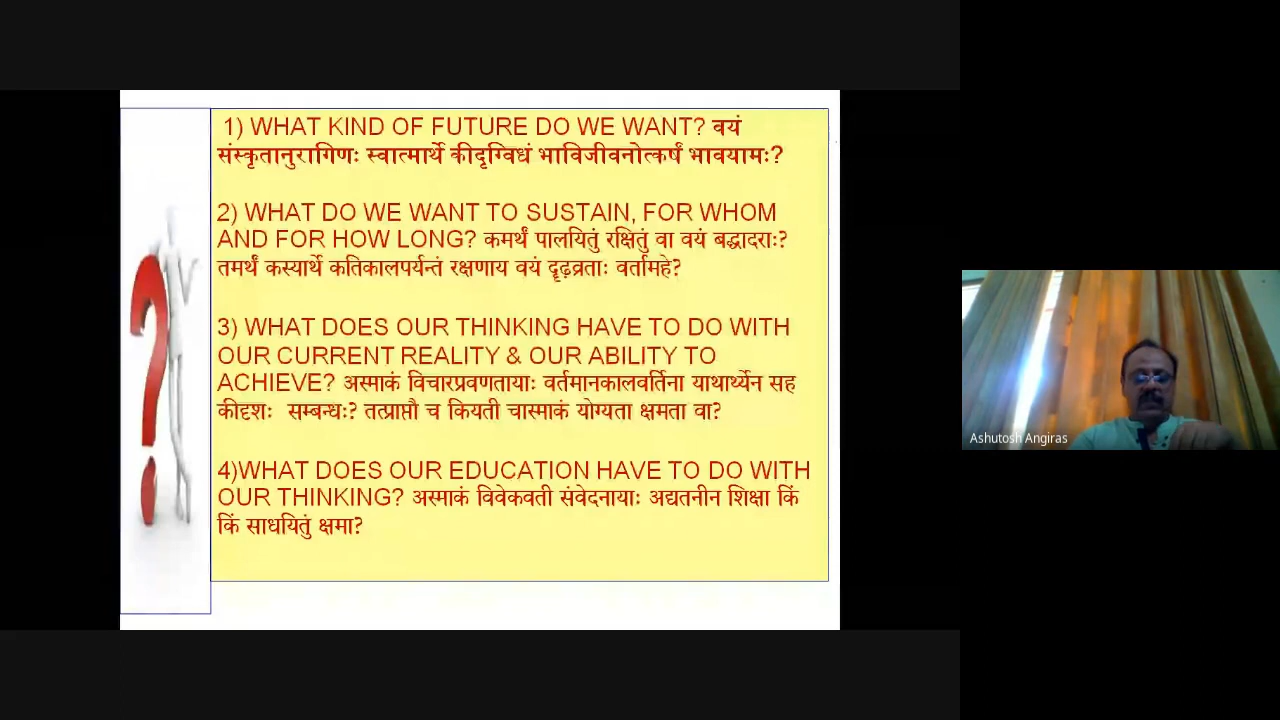 1) WHAT KIND OF FUTURE DO WE WANT? वयं
संस्कृतानुरागिणः स्वात्मार्थे कीदृग्विधं भाविजीवनोत्कर्षं भावयामः?
2) WHAT DO WE WANT TO SUSTAIN, FOR WHOM
AND FOR HOW LONG? कमर्थं पालयितुं रक्षितुं वा वयं बद्धादराः?
तमर्थं कस्यार्थे कतिकालपर्यन्तं रक्षणाय वयं दृढ़व्रताः वर्तामहे?
3) WHAT DOES OUR THINKING HAVE TO DO WITH
OUR CURRENT REALITY & OUR ABILITY TO
ACHIEVE? अस्माकं विचारप्रवणतायाः वर्तमानकालवर्तिना याथार्थ्येन सह
कीदृशः सम्बन्धः? तत्प्राप्तौ च कियती चास्माकं योग्यता क्षमता वा?
4)WHAT DOES OUR EDUCATION HAVE TO DO WITH
OUR THINKING? अस्माकं विवेकवती संवेदनायाः अद्यतनीन शिक्षा किं
किं साधयितुं क्षमा?
Ashutosh Angiras